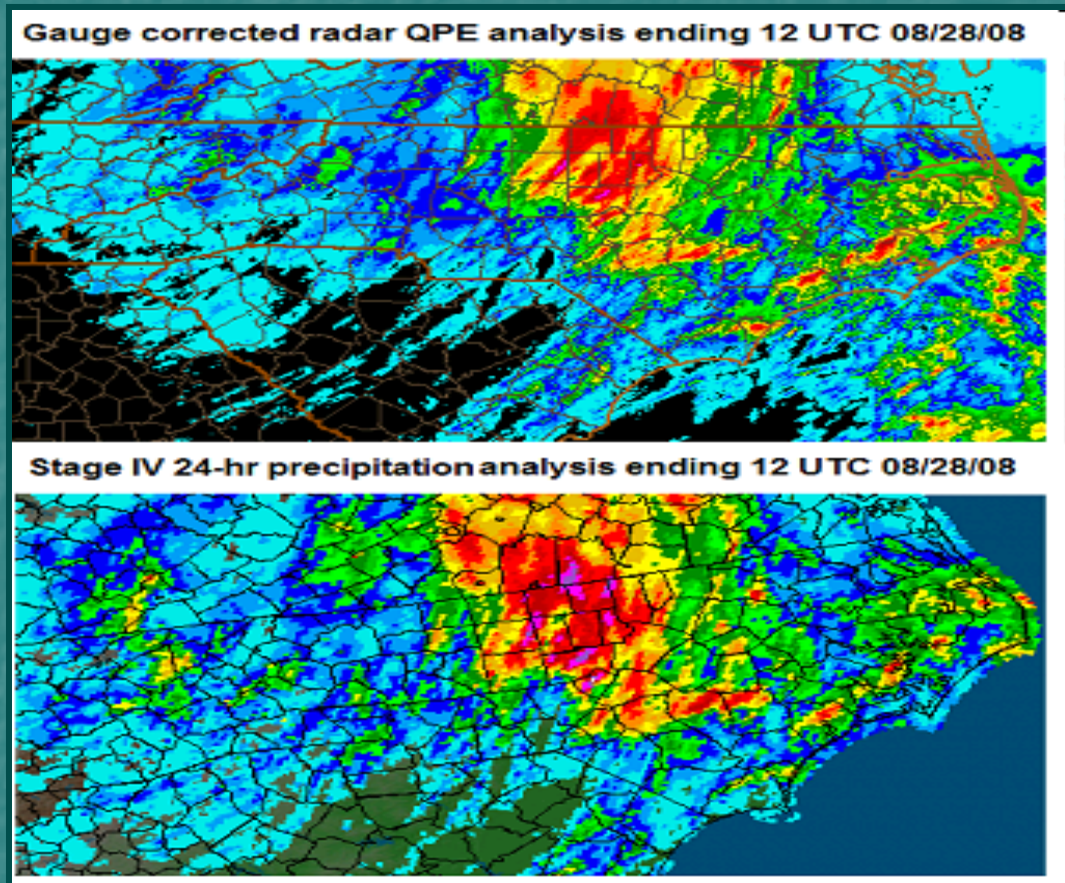 Gauge corrected radar QPE analysis ending 12 UTC 08/28/08
Stage IV 24-hr precipitation analysis ending 12 UTC 08/28/08